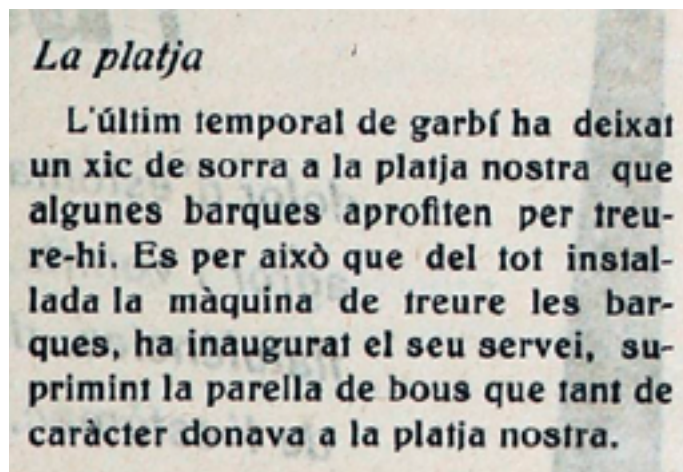 La platja
L'últim temporal de garbí ha deixat
un xic de sorra a la platja nostra que
algunes barques aprofiten per treu-
re-hi. Es per això que del tot instal-
lada la màquina de treure les bar-
ques, ha inaugurat el seu servei, su-
primint la parella de bous que tant de
caràcter donava a la platja nostra.